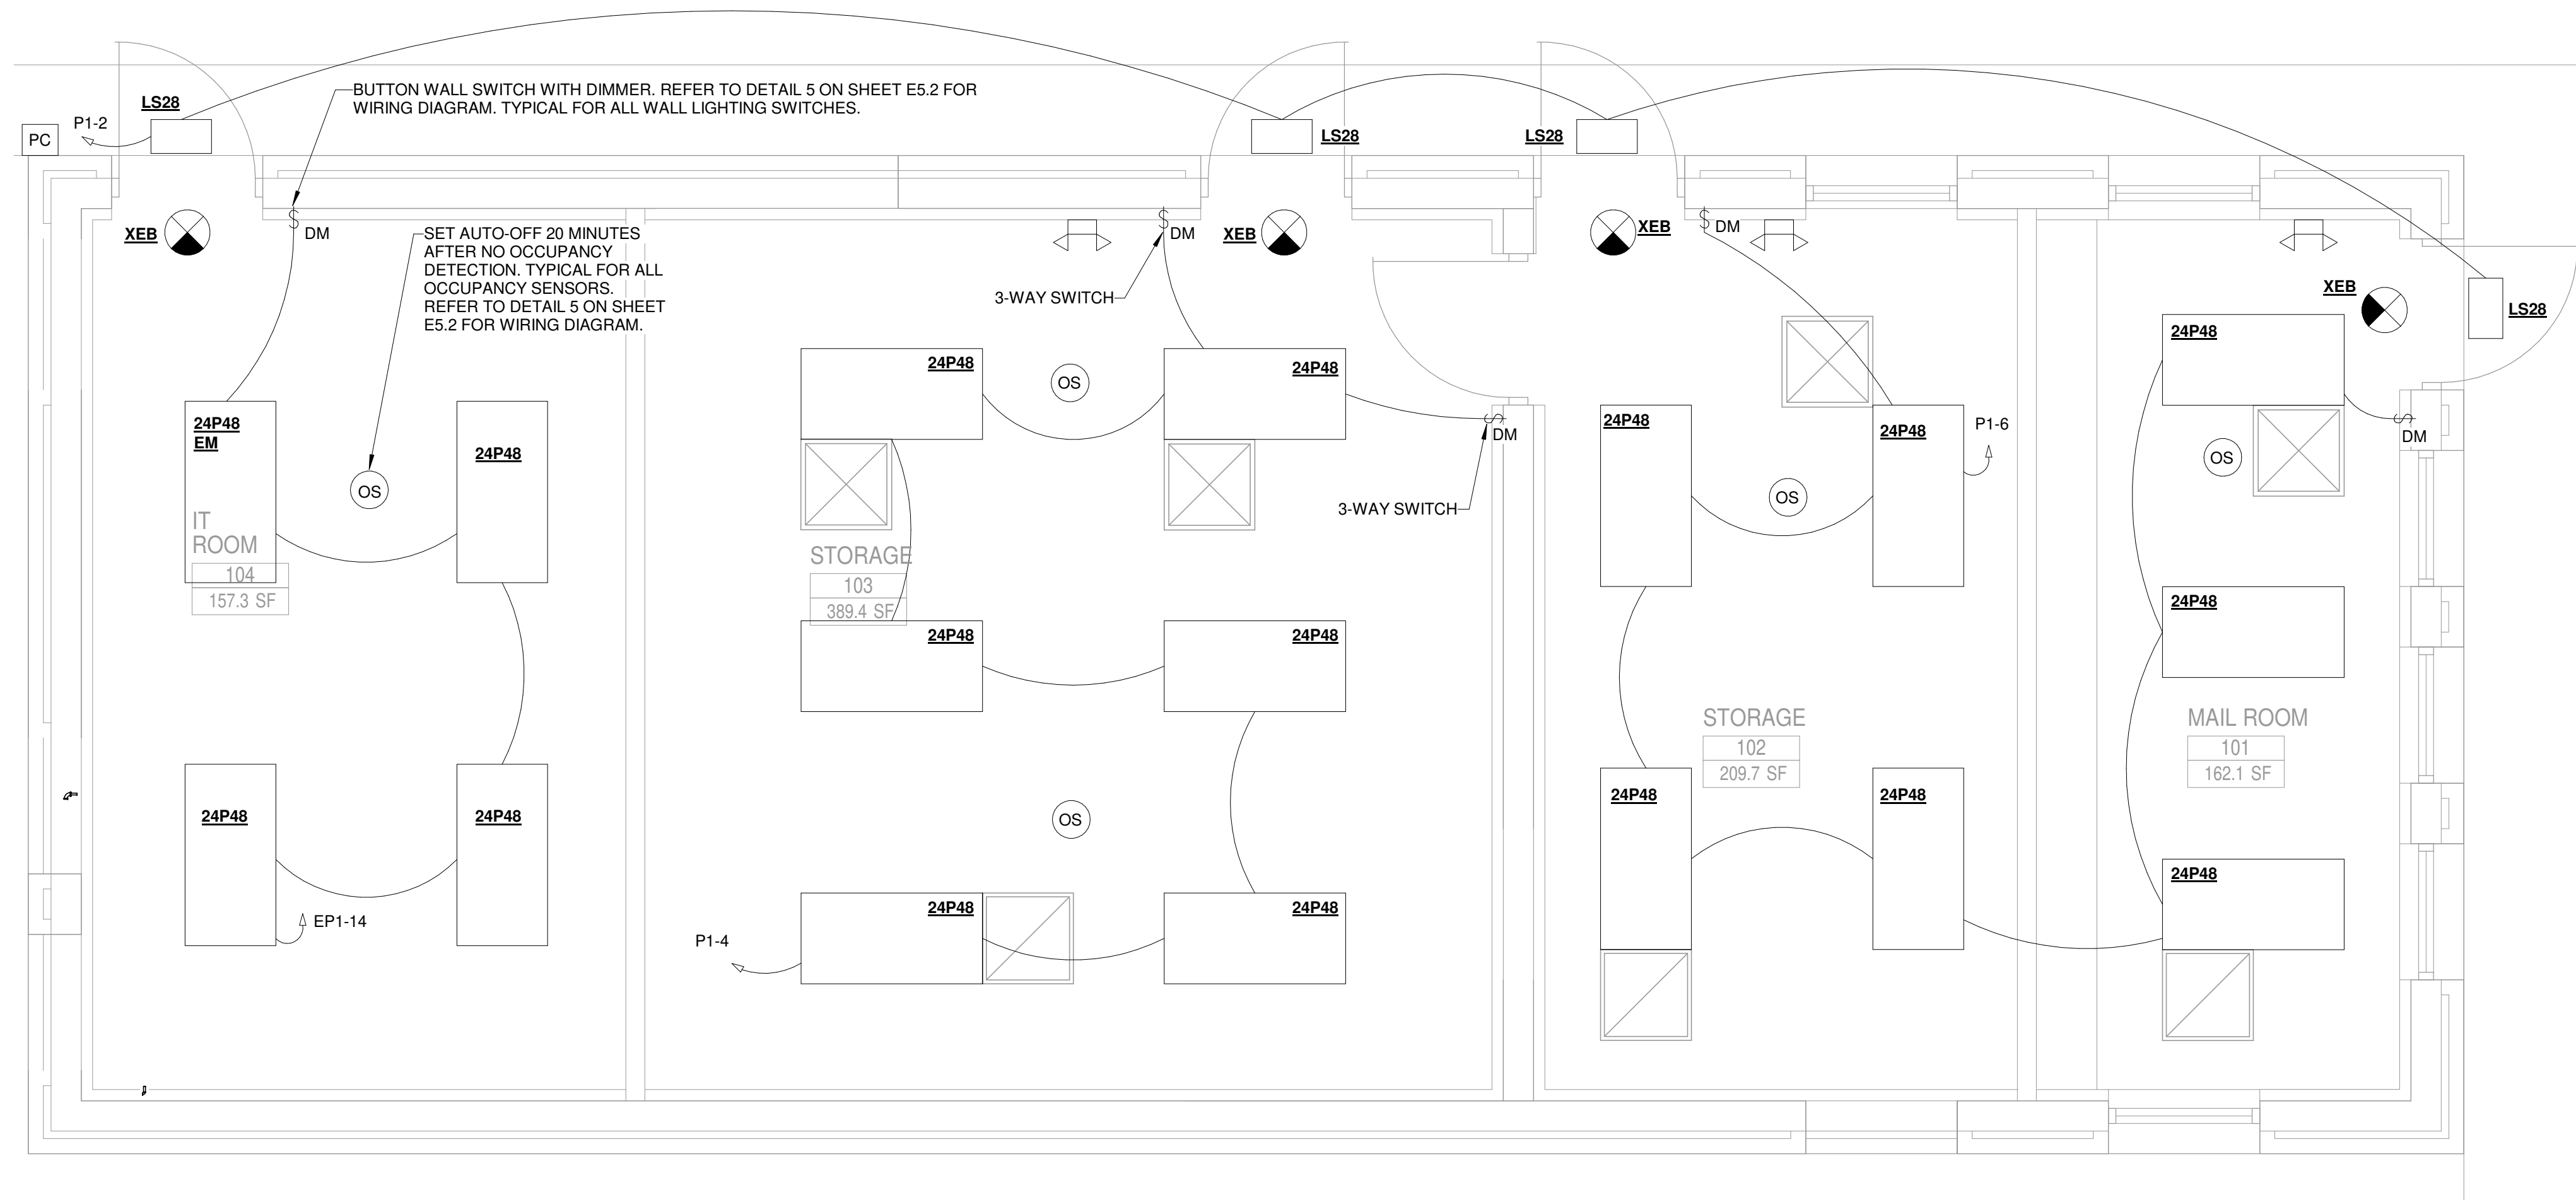 BUTTON WALL SWITCH WITH DIMMER. REFER TO DETAIL 5 ON SHEET E5.2 FOR
WIRING DIAGRAM. TYPICAL FOR ALL WALL LIGHTING SWITCHES.
LS28
P1-2
PC
LS28
LS28
XEB
DM
SET AUTO-OFF 20 MINUTES
AFTER NO OCCUPANCY
DETECTION. TYPICAL FOR ALL
OCCUPANCY SENSORS.
REFER TO DETAIL 5 ON SHEET
E5.2 FOR WIRING DIAGRAM.
DM
XEB
XEB
DM
3-WAY SWITCH
XEB
LS28
24P48
EM
24P48
OS
IT
ROOM
104
157.3 SF
24P48
24P48
EP1-14
24P48
OS
24P48
DM
3-WAY SWITCH
STORAGE
103
389.4 SF
24P48
24P48
OS
P1-4
24P48
24P48
24P48
24P48
P1-6
OS
STORAGE
102
209.7 SF
24P48
24P48
24P48
DM
OS
24P48
MAIL ROOM
101
162.1 SF
24P48